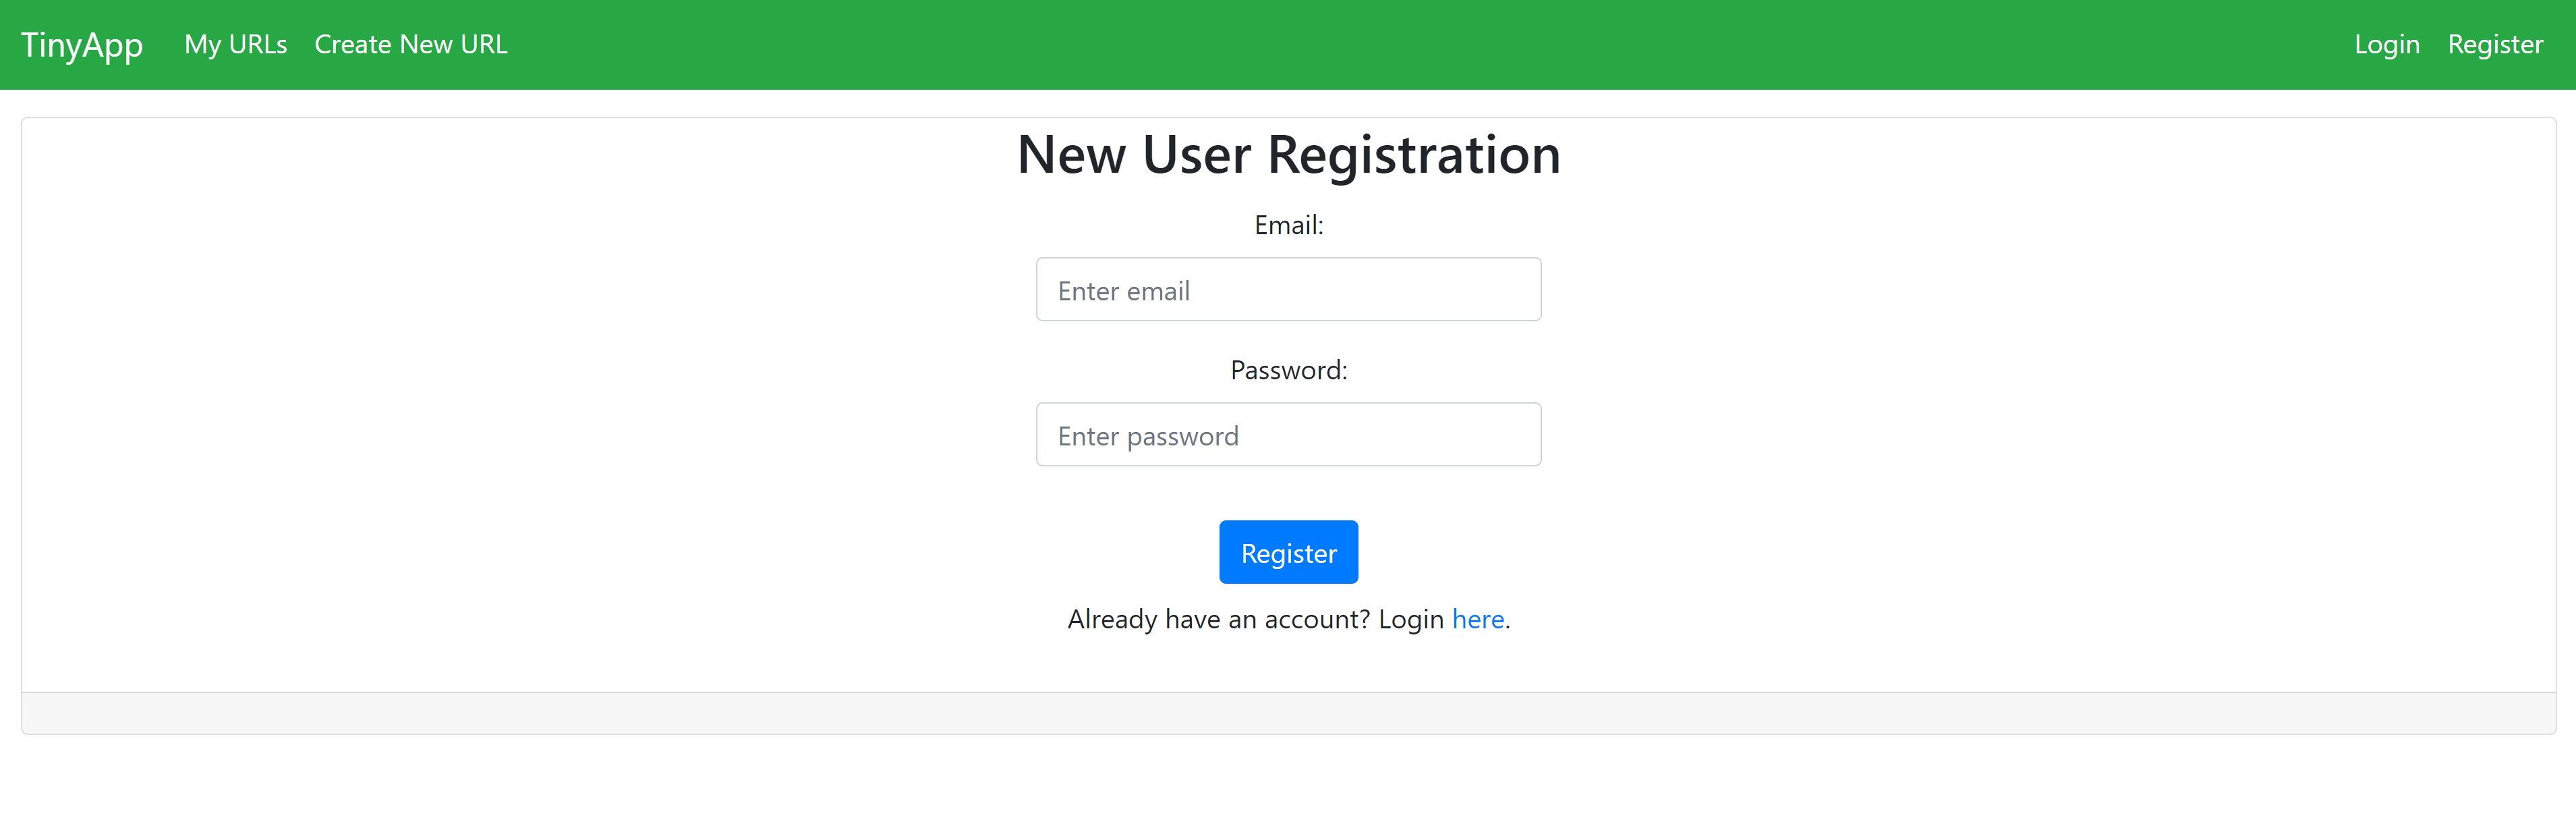 TinyApp My URLs Create New URL Login Register
New User Registration
Email:
Enter email
Password:
Enter password
Register
Already have an account? Login here.